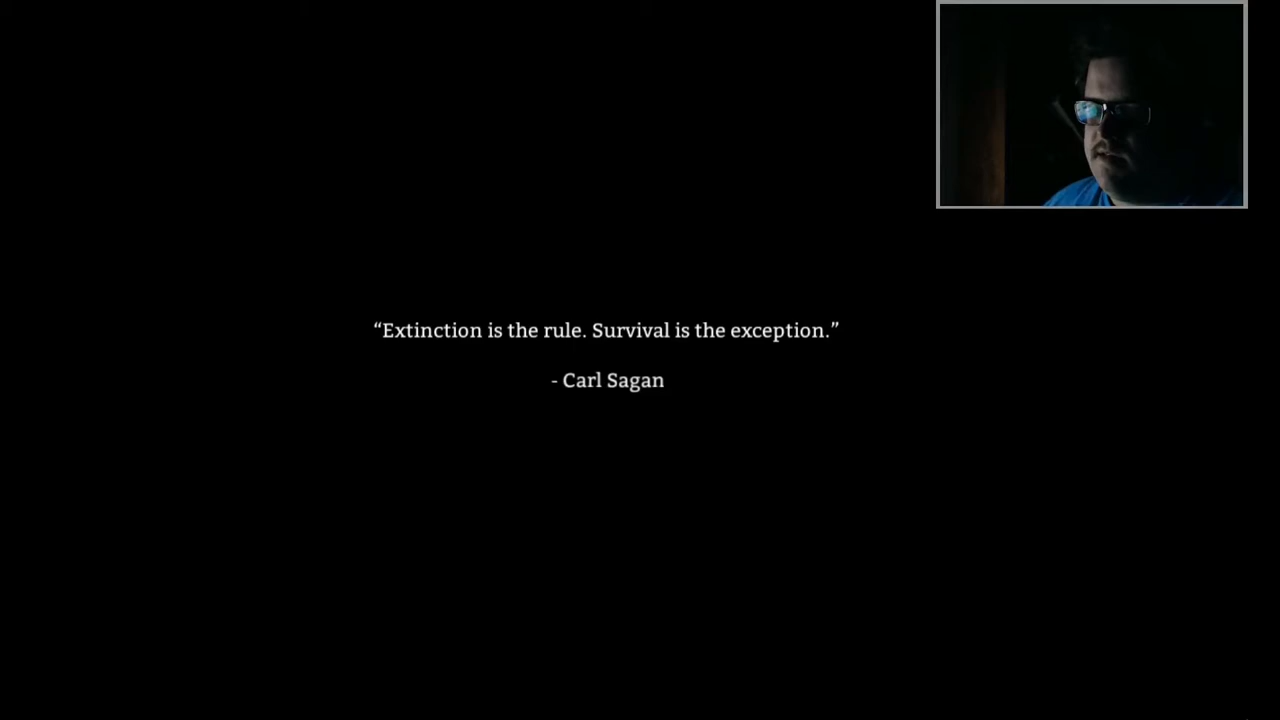 “Extinction is the rule. Survival is the exception.”
- Carl Sagan